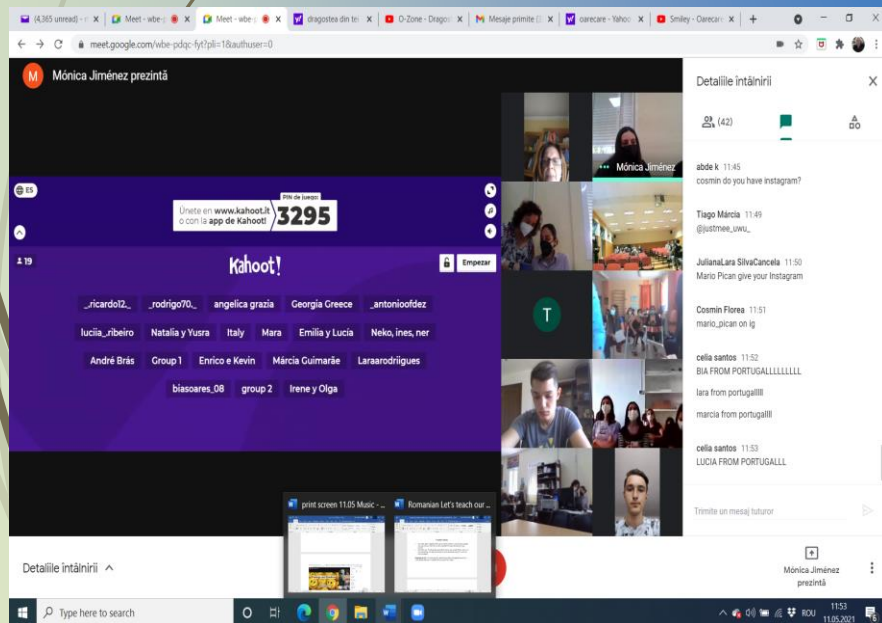 (4,365 unread) - r
Meet - wbe-p
Meet - wbe-p
dragostea din tei
O-Zone - Dragos
Mesaje primite (
oarecare - Yahoo
Smiley - Oarecare
meet.google.com/wbe-pdqc-fyt?pli=1&authuser=0
M
Mónica Jiménez prezintă
ES
Únete en www.kahoot.it
o con la app de Kahoot!
PIN de juego:
3295
19
Kahoot!
Empezar
_.ricardo12._
_rodrigo70._
angelica grazia
Georgia Greece
_antonioofdez
luciia_.ribeiro
Natalia y Yusra
Italy
Mara
Emilia y Lucía
Neko, ines, ner
André Brás
Group 1
Enrico e Kevin
Márcia Guimarãe
Laraarodriigues
biasoares_08
group 2
Irene y Olga
Mónica Jiménez
T
Detaliile întâlnirii
(42)
abde k 11:45
cosmin do you have instagram?
Tiago Márcia 11:49
@justmee_uwu_
JulianaLara SilvaCancela 11:50
Mario Pican give your Instagram
Cosmin Florea 11:51
mario_pican on ig
celia santos 11:52
BIA FROM PORTUGALLLLLLLLL
lara from portugallll
marcia from portugallll
celia santos 11:53
LUCIA FROM PORTUGALLL
Trimite un mesaj tuturor
print screen 11.05 Music - ...
Romanian Let's teach our ...
Detaliile întâlnirii
Mónica Jiménez
prezintă
Type here to search
ROU
11:53
11.05.2021
6